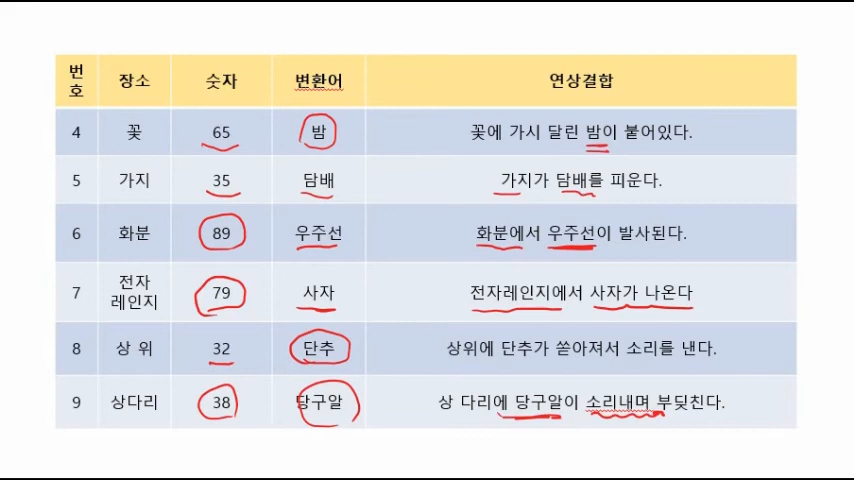 번호 장소 숫자 변환어 연상결합
4 꽃 65 밤 꽃에 가시 달린 밤이 붙어있다.
5 가지 35 담배 가지가 담배를 피운다.
6 화분 89 우주선 화분에서 우주선이 발사된다.
7 전자 레인지 79 사자 전자레인지에서 사자가 나온다
8 상 위 32 단추 상위에 단추가 쏟아져서 소리를 낸다.
9 상다리 38 당구알 상 다리에 당구알이 소리내며 부딪친다.